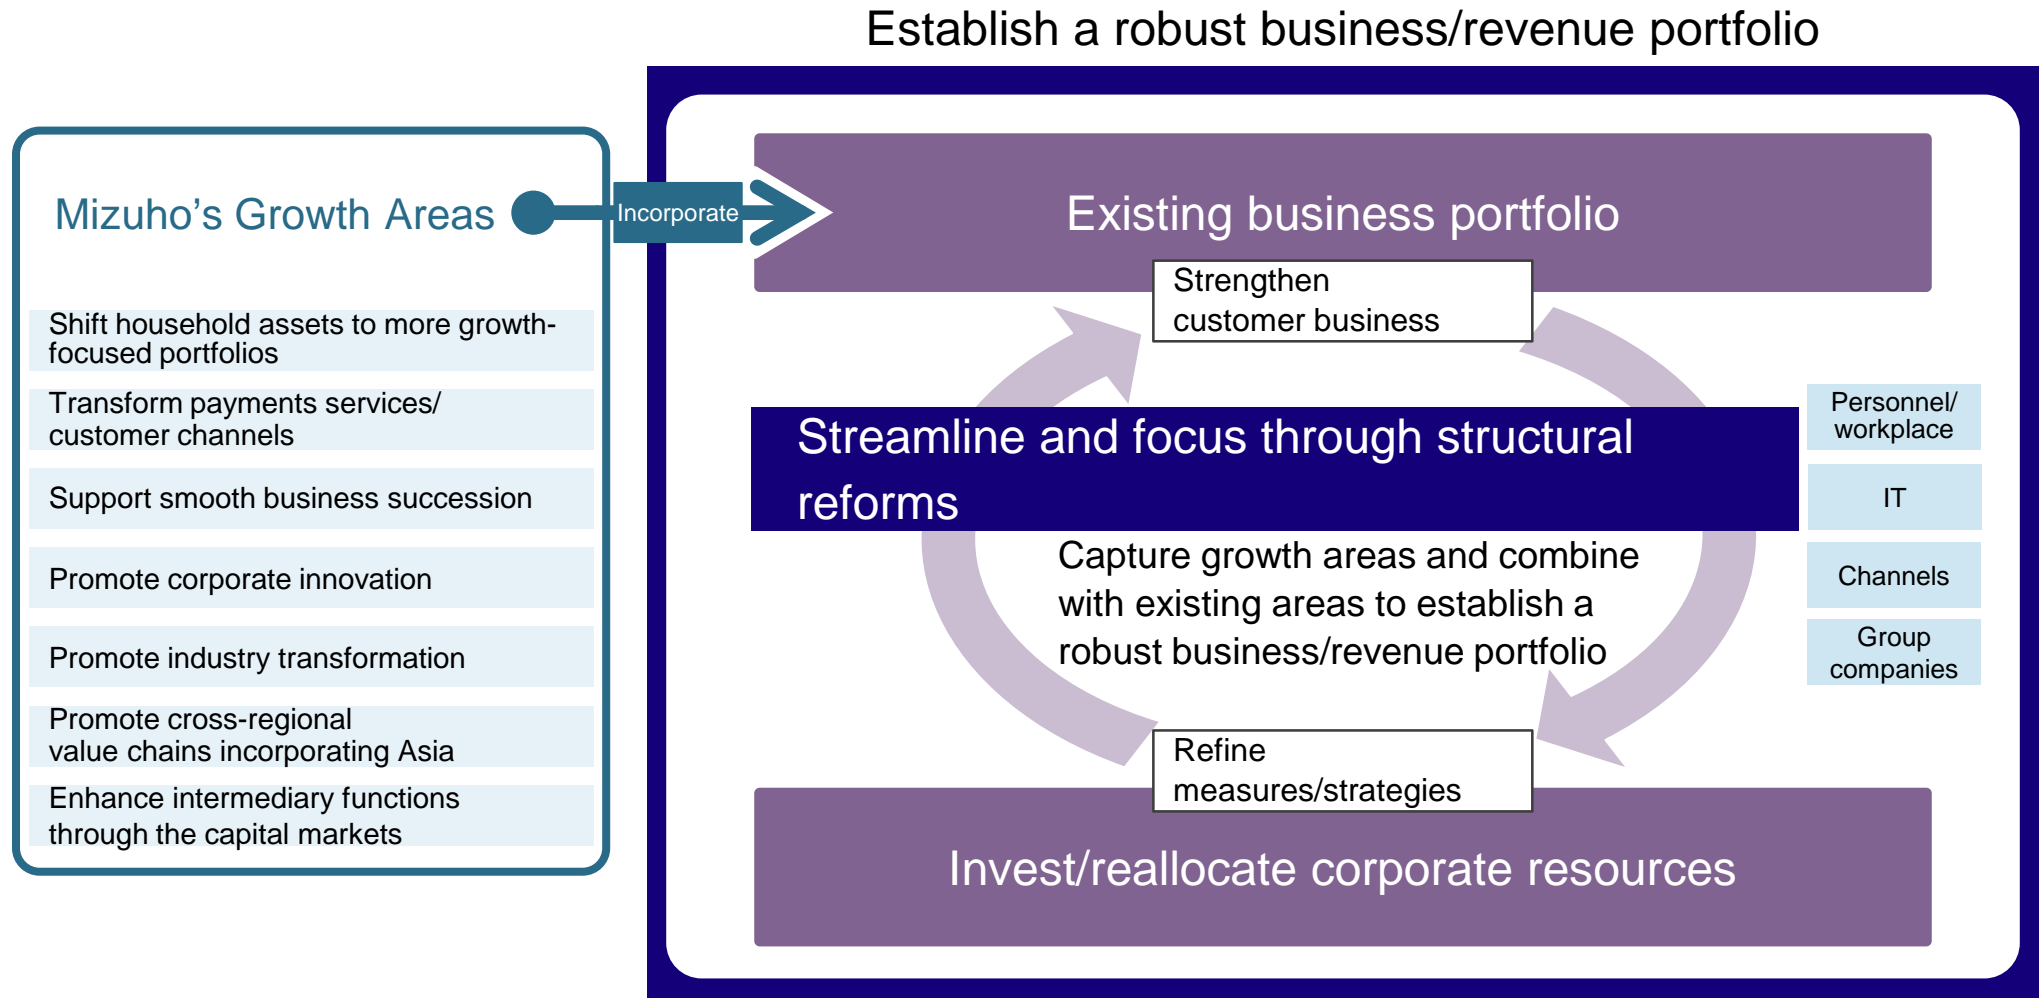 Establish a robust business/revenue portfolio
Mizuho’s Growth Areas
Incorporate
Shift household assets to more growth-
focused portfolios
Transform payments services/
customer channels
Support smooth business succession
Promote corporate innovation
Promote industry transformation
Promote cross-regional
value chains incorporating Asia
Enhance intermediary functions
through the capital markets
Existing business portfolio
Strengthen
customer business
Streamline and focus through structural
reforms
Personnel/
workplace
IT
Channels
Group
companies
Capture growth areas and combine
with existing areas to establish a
robust business/revenue portfolio
Refine
measures/strategies
Invest/reallocate corporate resources